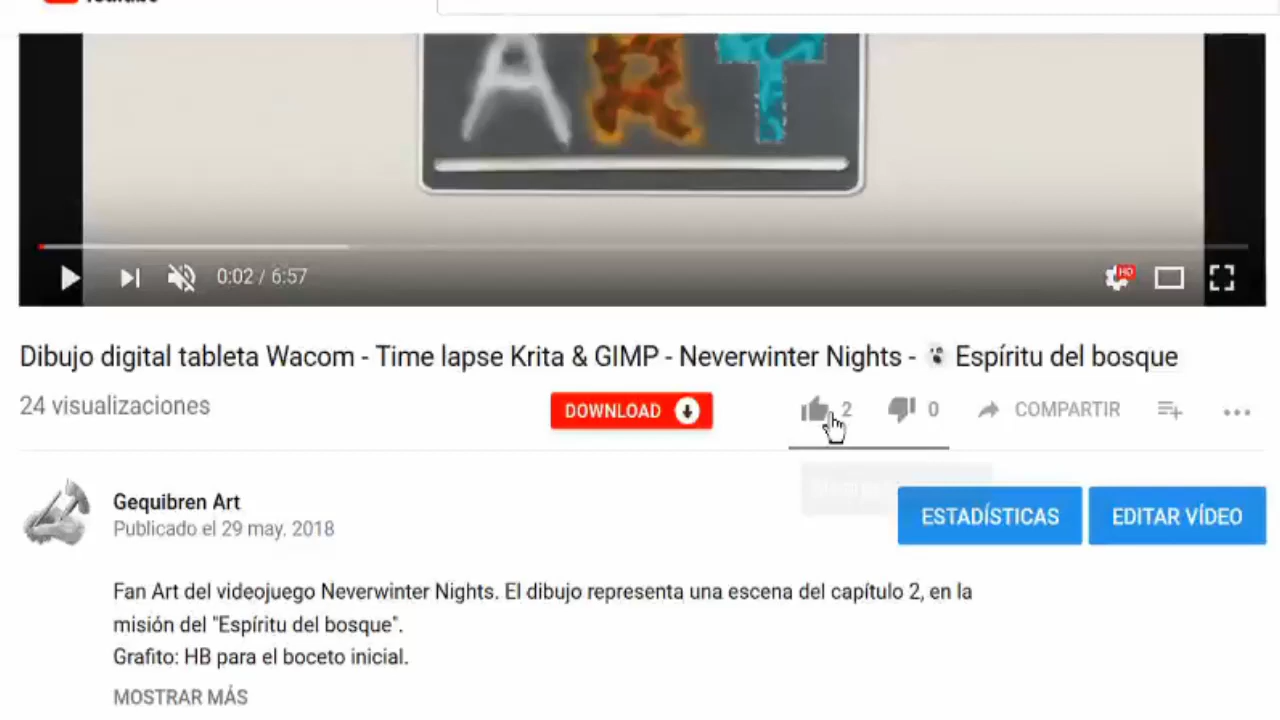 ART
HD
0:02 / 6:57
Dibujo digital tableta Wacom - Time lapse Krita & GIMP - Neverwinter Nights - Espíritu del bosque
24 visualizaciones
DOWNLOAD
2
0
COMPARTIR
Gequibren Art
Publicado el 29 may. 2018
ESTADÍSTICAS
EDITAR VÍDEO
Fan Art del videojuego Neverwinter Nights. El dibujo representa una escena del capítulo 2, en la
misión del "Espíritu del bosque".
Grafito: HB para el boceto inicial.
MOSTRAR MÁS